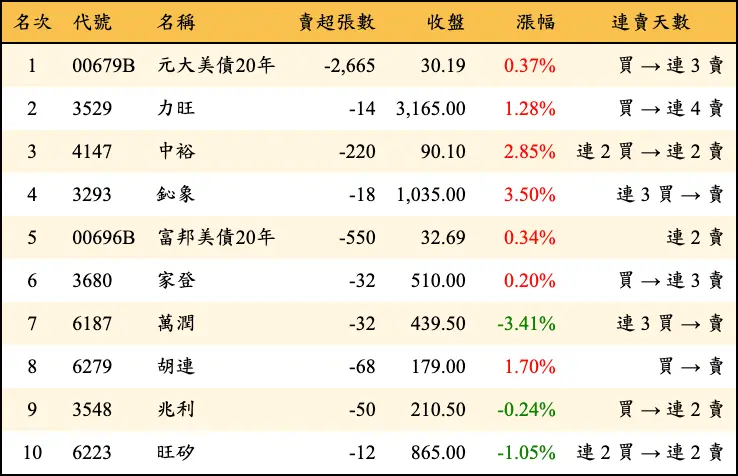 名次 代號 名稱 賣超張數 收盤 漲幅 連賣天數
1 00679B 元大美債20年 -2,665 30.19 0.37% 買 → 連 3 賣
2 3529 力旺 -14 3,165.00 1.28% 買 → 連 4 賣
3 4147 中裕 -220 90.10 2.85% 連 2 買 → 連 2 賣
4 3293 鈊象 -18 1,035.00 3.50% 連 3 買 → 賣
5 00696B 富邦美債20年 -550 32.69 0.34% 連 2 賣
6 3680 家登 -32 510.00 0.20% 買 → 連 3 賣
7 6187 萬潤 -32 439.50 -3.41% 連 3 買 → 賣
8 6279 胡連 -68 179.00 1.70% 買 → 賣
9 3548 兆利 -50 210.50 -0.24% 買 → 連 2 賣
10 6223 旺矽 -12 865.00 -1.05% 連 2 買 → 連 2 賣